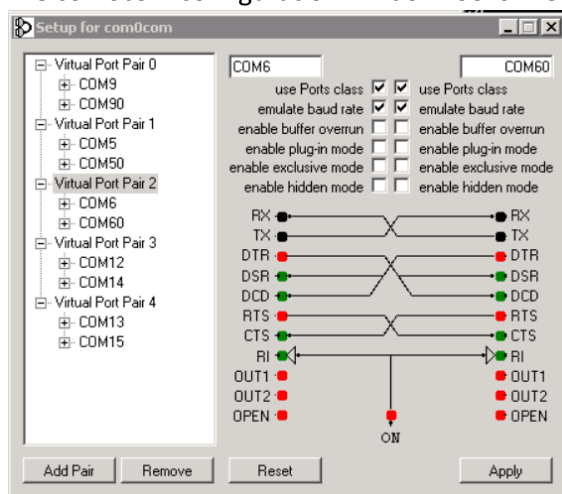 Setup for com0com
Virtual Port Pair 0
COM9
COM90
Virtual Port Pair 1
COM5
COM50
Virtual Port Pair 2
COM6
COM60
Virtual Port Pair 3
COM12
COM14
Virtual Port Pair 4
COM13
COM15
COM6 COM60
use Ports class use Ports class
emulate baud rate emulate baud rate
enable buffer overrun enable buffer overrun
enable plug-in mode enable plug-in mode
enable exclusive mode enable exclusive mode
enable hidden mode enable hidden mode
RX RX
TX TX
DTR DTR
DSR DSR
DCD DCD
RTS RTS
CTS CTS
RI RI
OUT1 OUT1
OUT2 OUT2
OPEN OPEN
ON
Add Pair Remove Reset Apply